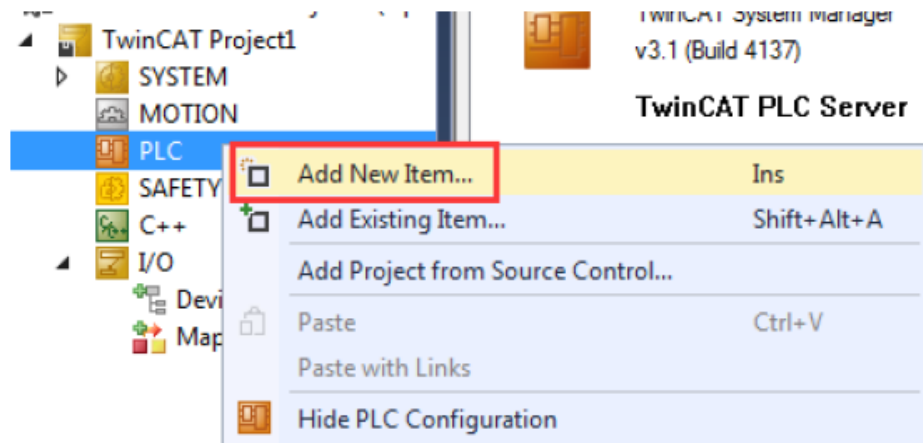 TwinCAT Project1
SYSTEM
MOTION
PLC
SAFETY
C++
I/O
Devi
Map
TwinCAT System Manager
v3.1 (Build 4137)
TwinCAT PLC Server
Add New Item... Ins
Add Existing Item... Shift+Alt+A
Add Project from Source Control...
Paste Ctrl+V
Paste with Links
Hide PLC Configuration